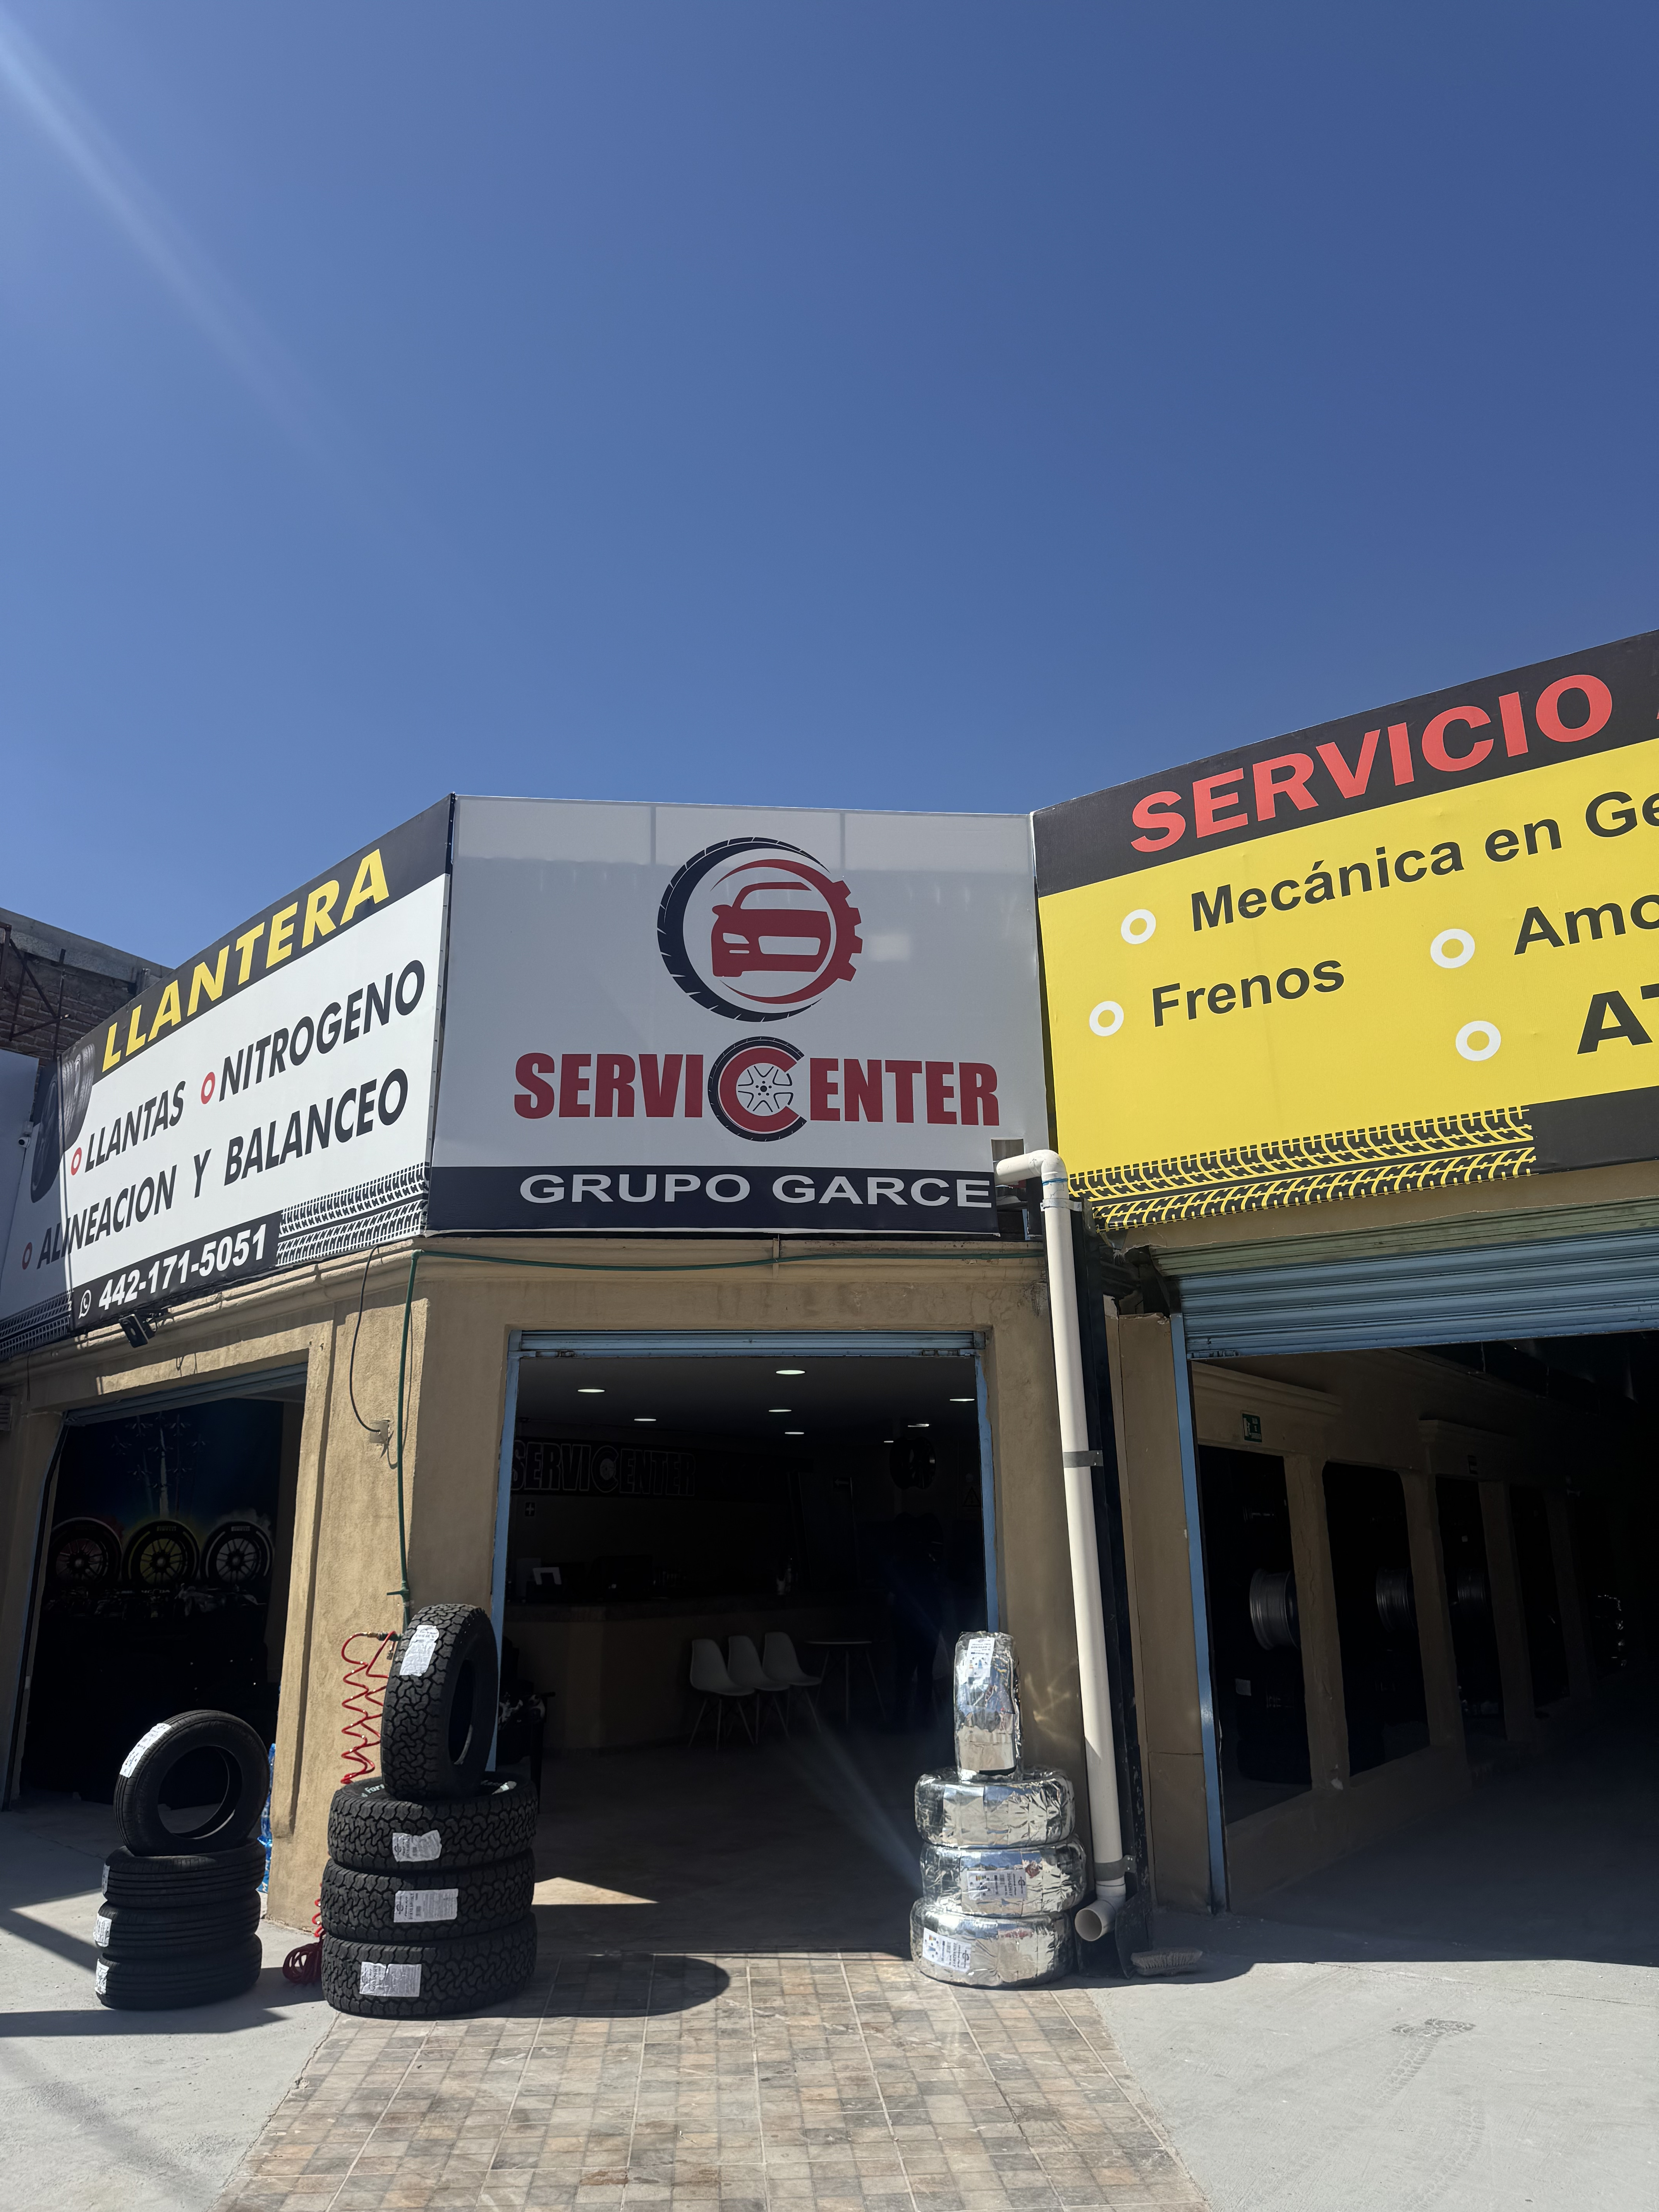 LLANTERA
LLANTAS NITROGENO
ALINEACION Y BALANCEO
442-171-5051
SERVICENTER
GRUPO GARCE
SERVICIO
Mecánica en Ge
Frenos Amo
AT
SERVICENTER